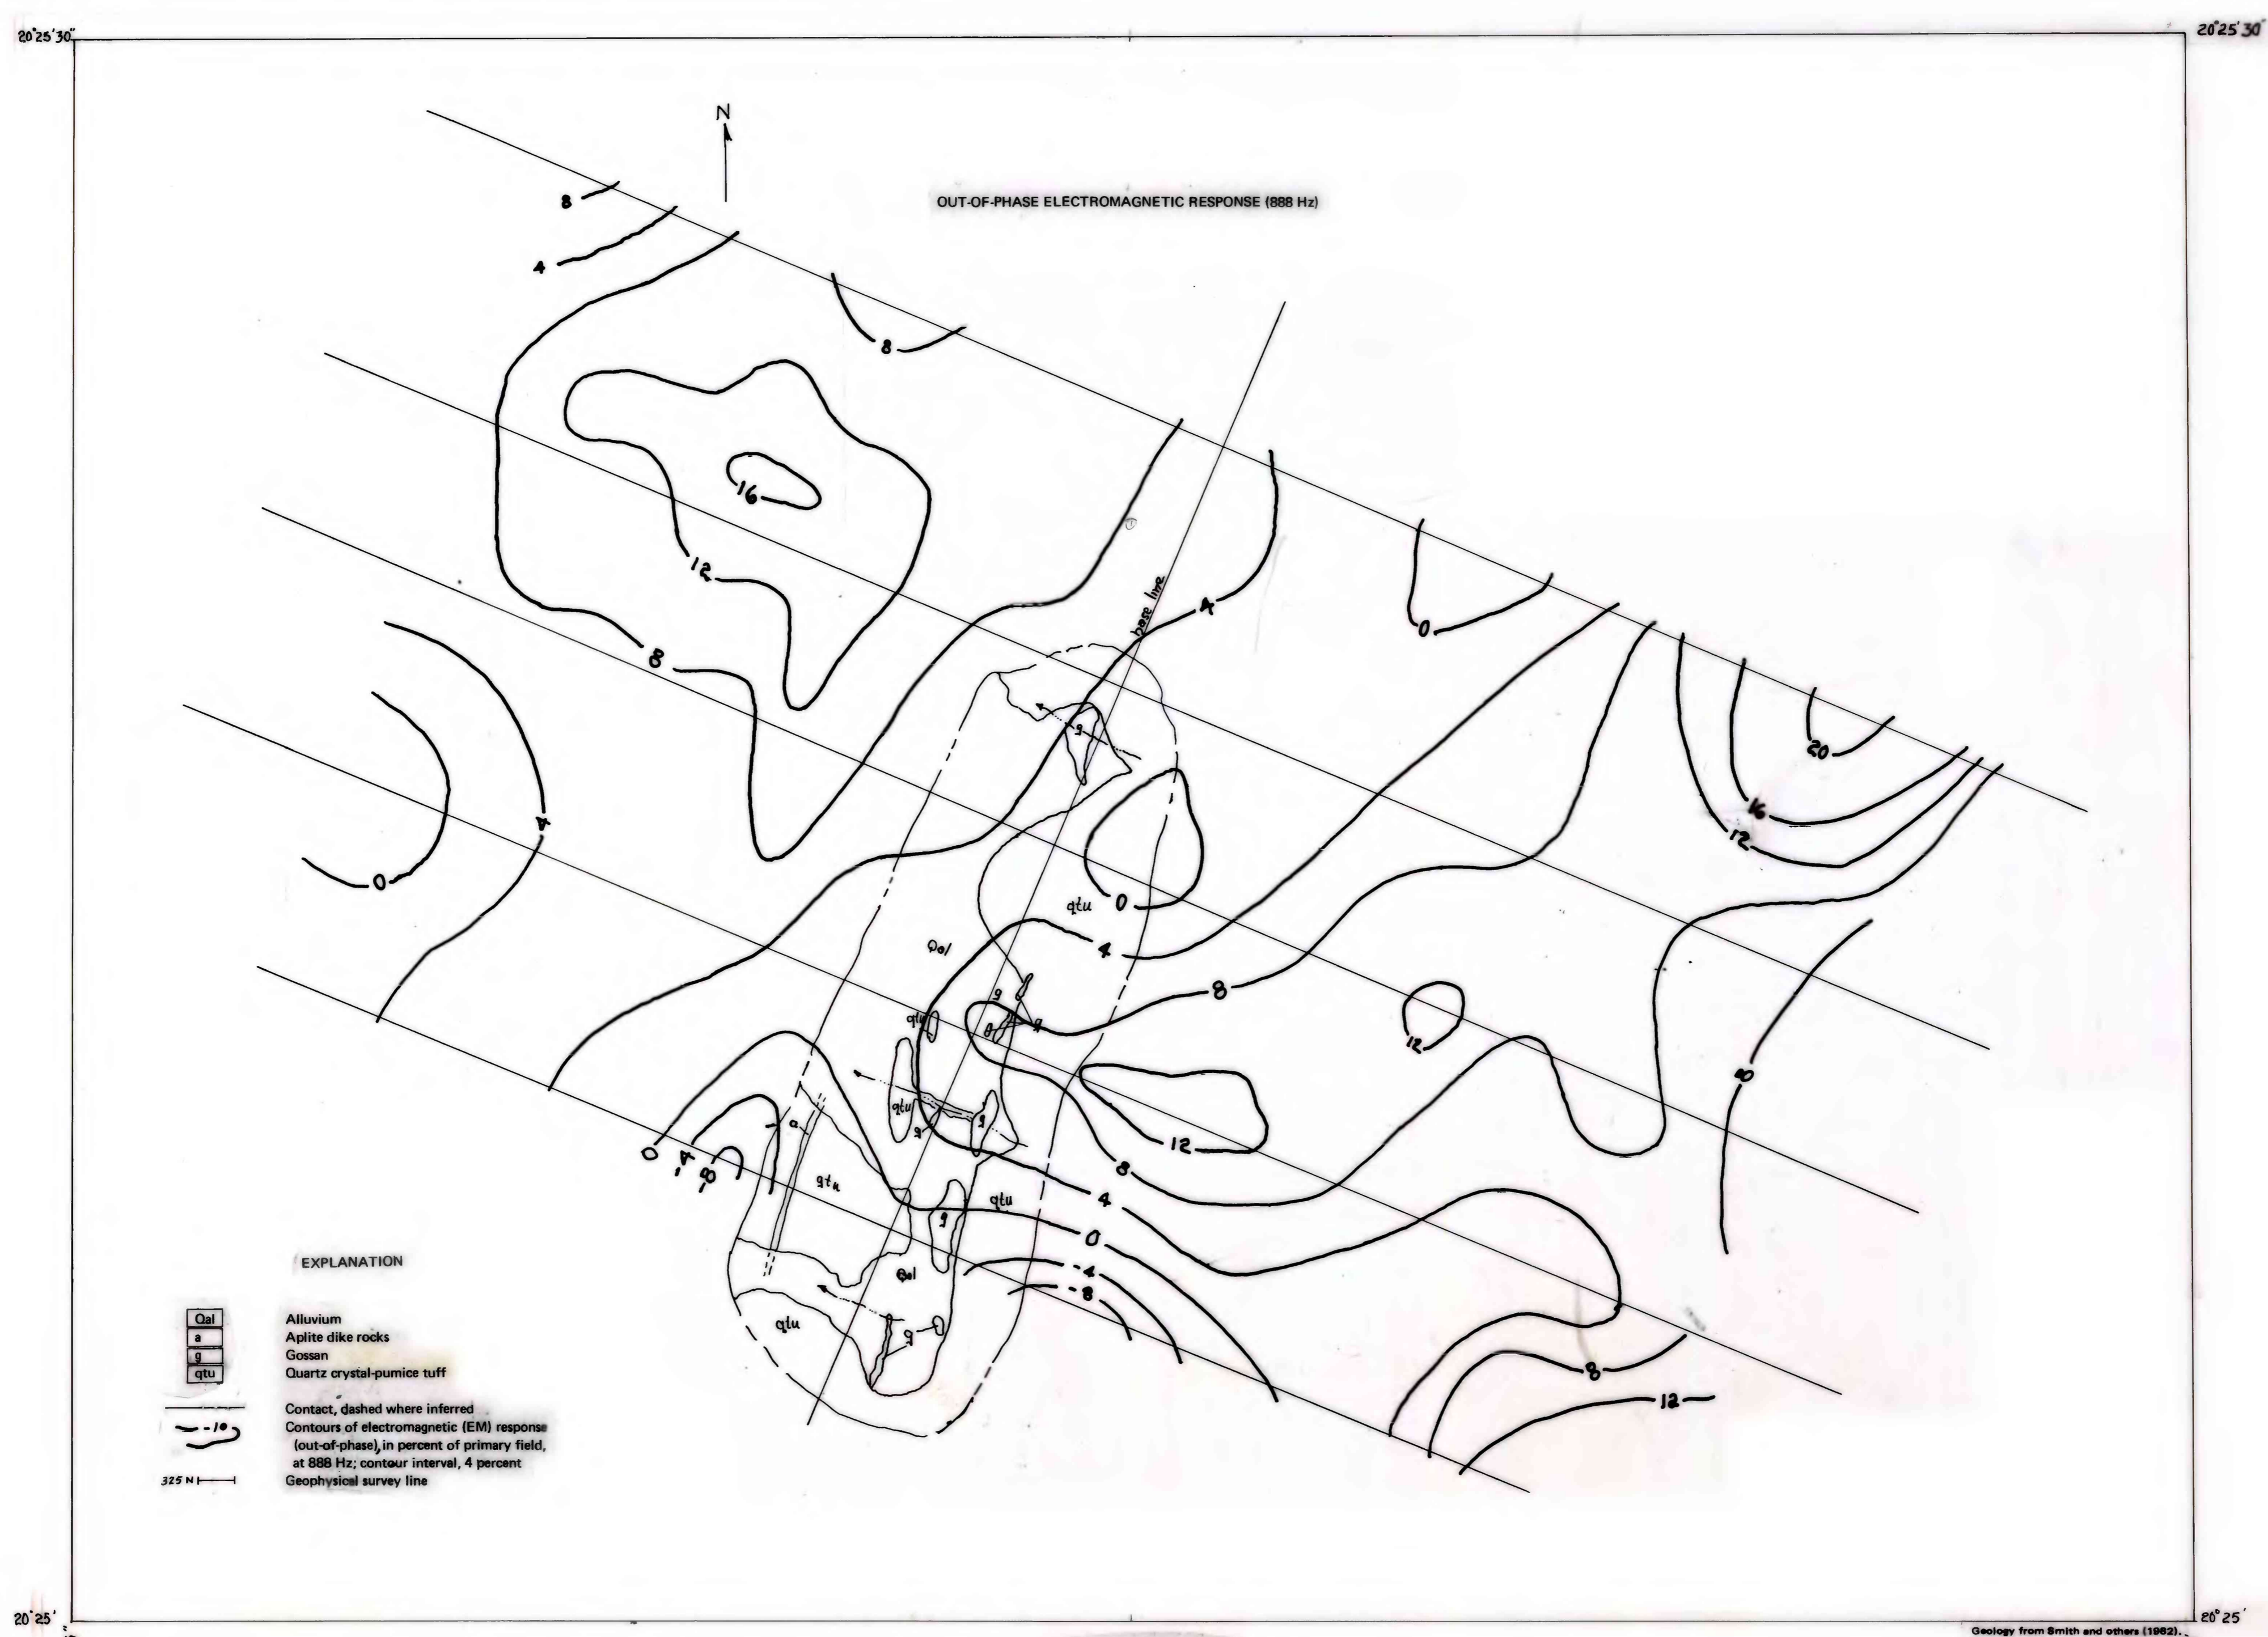 20°25'30"
20°25'30"
N
OUT-OF-PHASE ELECTROMAGNETIC RESPONSE (888 Hz)
8
4
8
16
12
base line
4
0
8
20
g
16
4
12
0
0
qtu
Qal
4
8
g
qtu
g
12
8
qtu
g
g
a
12
0
-4
-8
8
qtu
4
qtu
g
0
-4
Qal
-8
qtu
g
8
12
EXPLANATION
Qal Alluvium
a Aplite dike rocks
g Gossan
qtu Quartz crystal-pumice tuff
Contact, dashed where inferred
-10 Contours of electromagnetic (EM) response
(out-of-phase), in percent of primary field,
at 888 Hz; contour interval, 4 percent
325 N Geophysical survey line
20°25'
20°25'
Geology from Smith and others (1982).